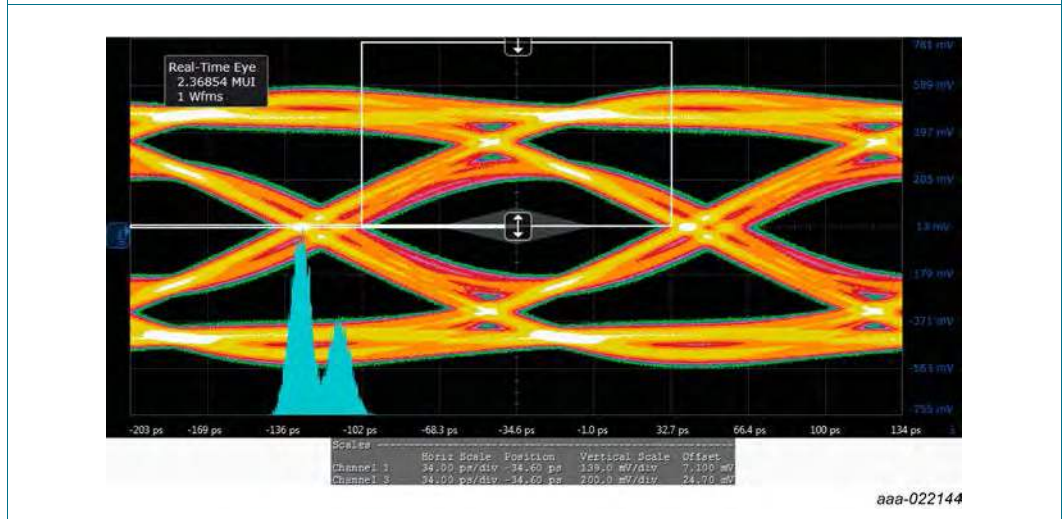 Real-Time Eye
2.36854 MUI
1 Wfms
761 mV
589 mV
397 mV
205 mV
13 mV
-179 mV
-371 mV
-563 mV
-755 mV
-203 ps -169 ps -136 ps -102 ps -68.3 ps -34.6 ps -1.0 ps 32.7 ps 66.4 ps 100 ps 134 ps
Scales
Horiz Scale Position Vertical Scale Offset
Channel 1 34.00 ps/div -34.60 ps 139.0 mV/div 7.100 mV
Channel 3 34.00 ps/div -34.60 ps 200.0 mV/div 24.70 mV
aaa-022144